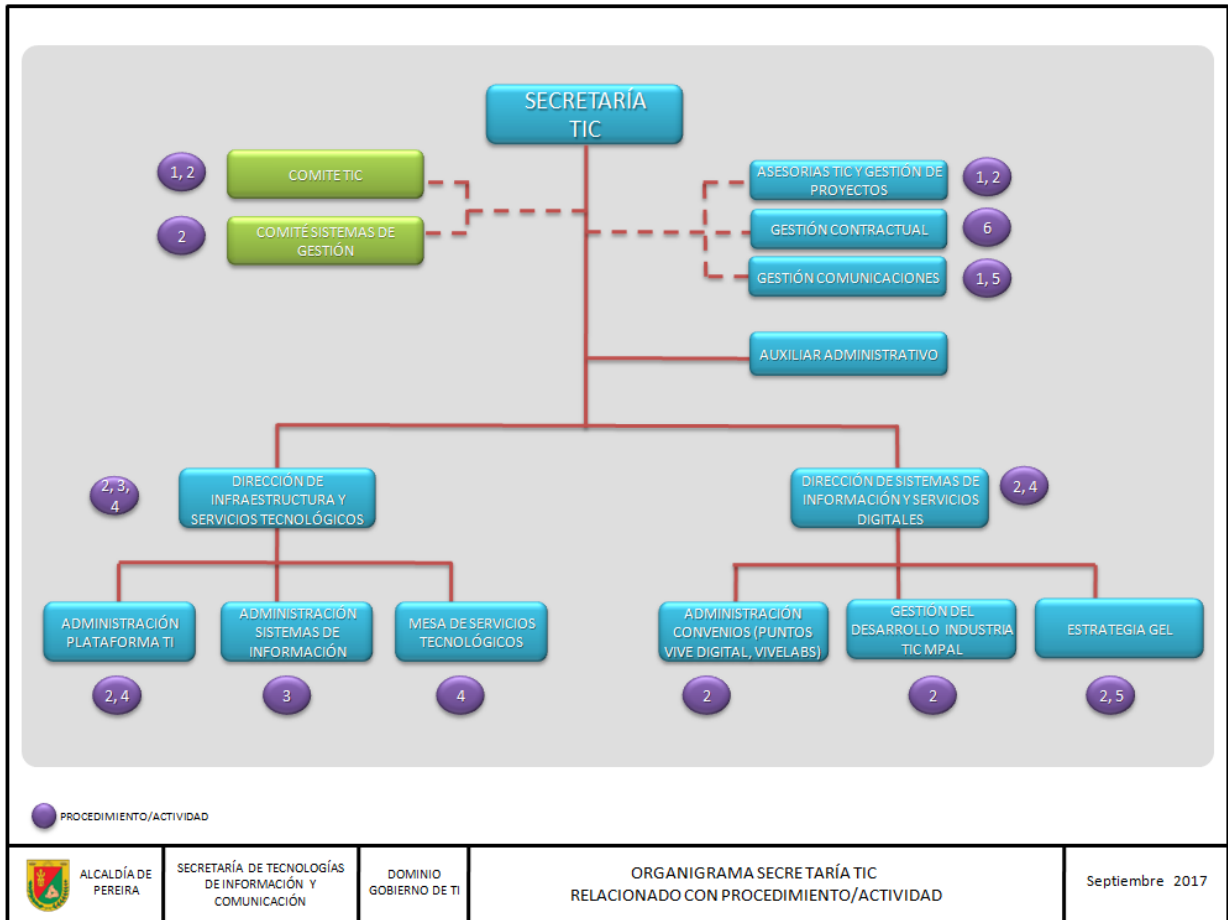 SECRETARÍA
TIC
1, 2
COMITE TIC
2
COMITÉ SISTEMAS DE
GESTIÓN
ASESORIAS TIC Y GESTIÓN DE
PROYECTOS
1, 2
GESTIÓN CONTRACTUAL
6
GESTIÓN COMUNICACIONES
1, 5
AUXILIAR ADMINISTRATIVO
2, 3,
4
DIRECCIÓN DE
INFRAESTRUCTURA Y
SERVICIOS TECNOLÓGICOS
DIRECCIÓN DE SISTEMAS DE
INFORMACIÓN Y SERVICIOS
DIGITALES
2, 4
ADMINISTRACIÓN
PLATAFORMA TI
ADMINISTRACIÓN
SISTEMAS DE
INFORMACIÓN
MESA DE SERVICIOS
TECNOLÓGICOS
ADMINISTRACIÓN
CONVENIOS (PUNTOS
VIVE DIGITAL, VIVELABS)
GESTIÓN DEL
DESARROLLO INDUSTRIA
TIC MPAL
ESTRATEGIA GEL
2, 4
3
4
2
2
2, 5
PROCEDIMIENTO/ACTIVIDAD
ALCALDÍA DE
PEREIRA
SECRETARÍA DE TECNOLOGÍAS
DE INFORMACIÓN Y
COMUNICACIÓN
DOMINIO
GOBIERNO DE TI
ORGANIGRAMA SECRE TARÍA TIC
RELACIONADO CON PROCEDIMIENTO/ACTIVIDAD
Septiembre 2017